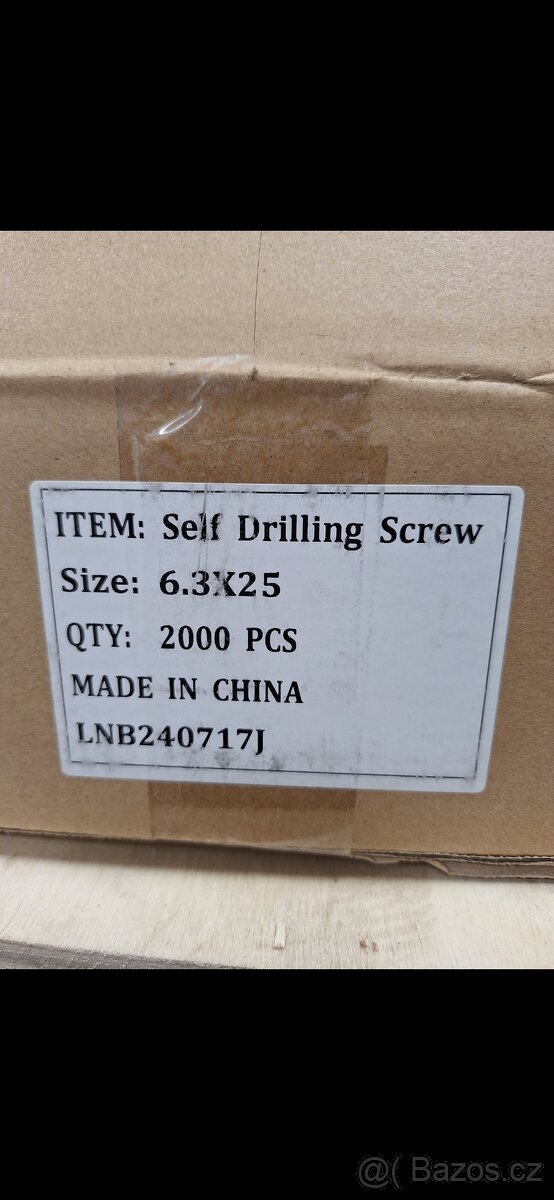 ITEM: Self Drilling Screw
Size: 6.3X25
QTY: 2000 PCS
MADE IN CHINA
LNB240717J
@( Bazos.cz